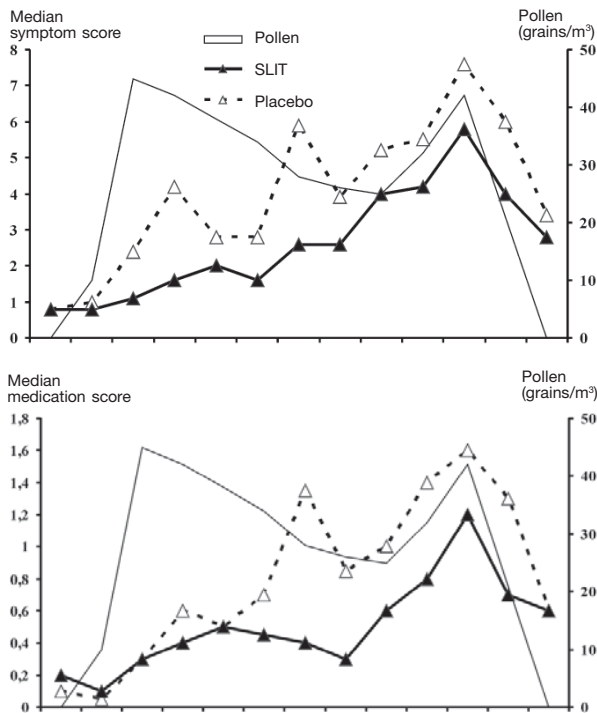 Median
symptom score
Pollen
(grains/m³)
Pollen
SLIT
Placebo
8
7
6
5
4
3
2
1
0
50
40
30
20
10
0
Median
medication score
Pollen
(grains/m³)
1,8
1,6
1,4
1,2
1
0,8
0,6
0,4
0,2
0
50
40
30
20
10
0